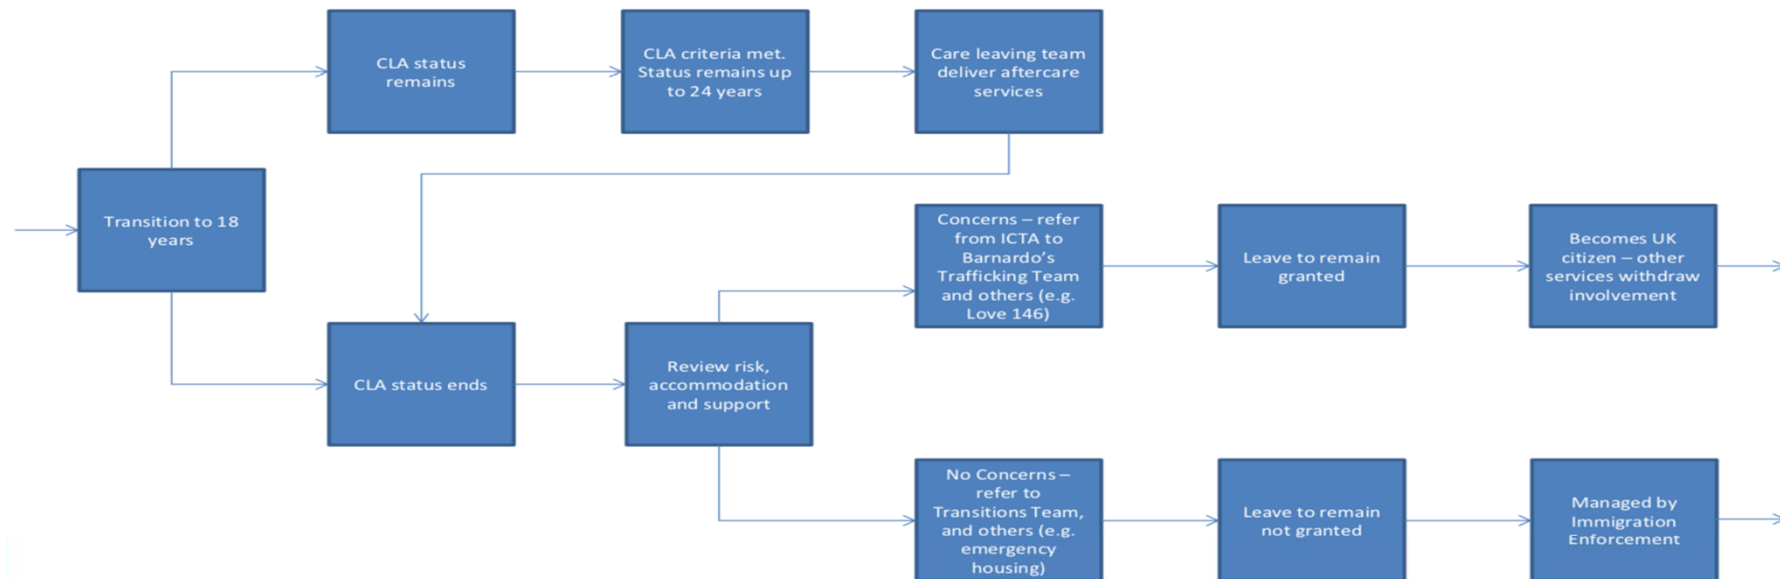 CLA status
remains
CLA criteria met.
Status remains up
to 24 years
Care leaving team
deliver aftercare
services
Transition to 18
years
Concerns – refer
from ICTA to
Barnardo’s
Trafficking Team
and others (e.g.
Love 146)
Leave to remain
granted
Becomes UK
citizen – other
services withdraw
involvement
CLA status ends
Review risk,
accommodation
and support
No Concerns –
refer to
Transitions Team,
and others (e.g.
emergency
housing)
Leave to remain
not granted
Managed by
Immigration
Enforcement